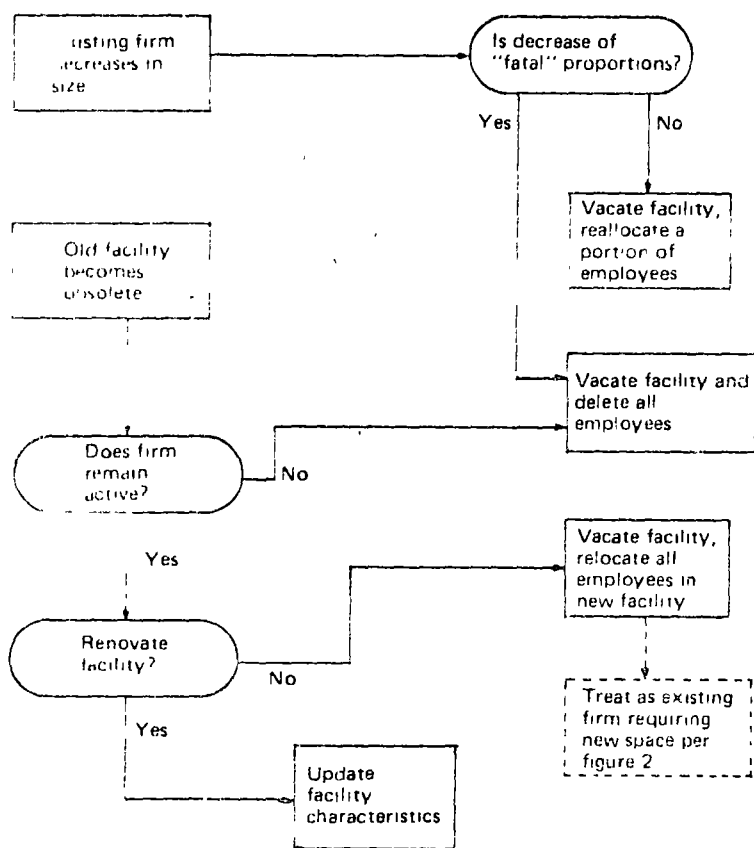 Existing firm
decreases in
size
Is decrease of
"fatal" proportions?
Yes
No
Vacate facility,
reallocate a
portion of
employees
Old facility
becomes
obsolete
Vacate facility and
delete all
employees
Does firm
remain
active?
No
Yes
Vacate facility,
relocate all
employees in
new facility
Renovate
facility?
No
Yes
Treat as existing
firm requiring
new space per
figure 2
Update
facility
characteristics